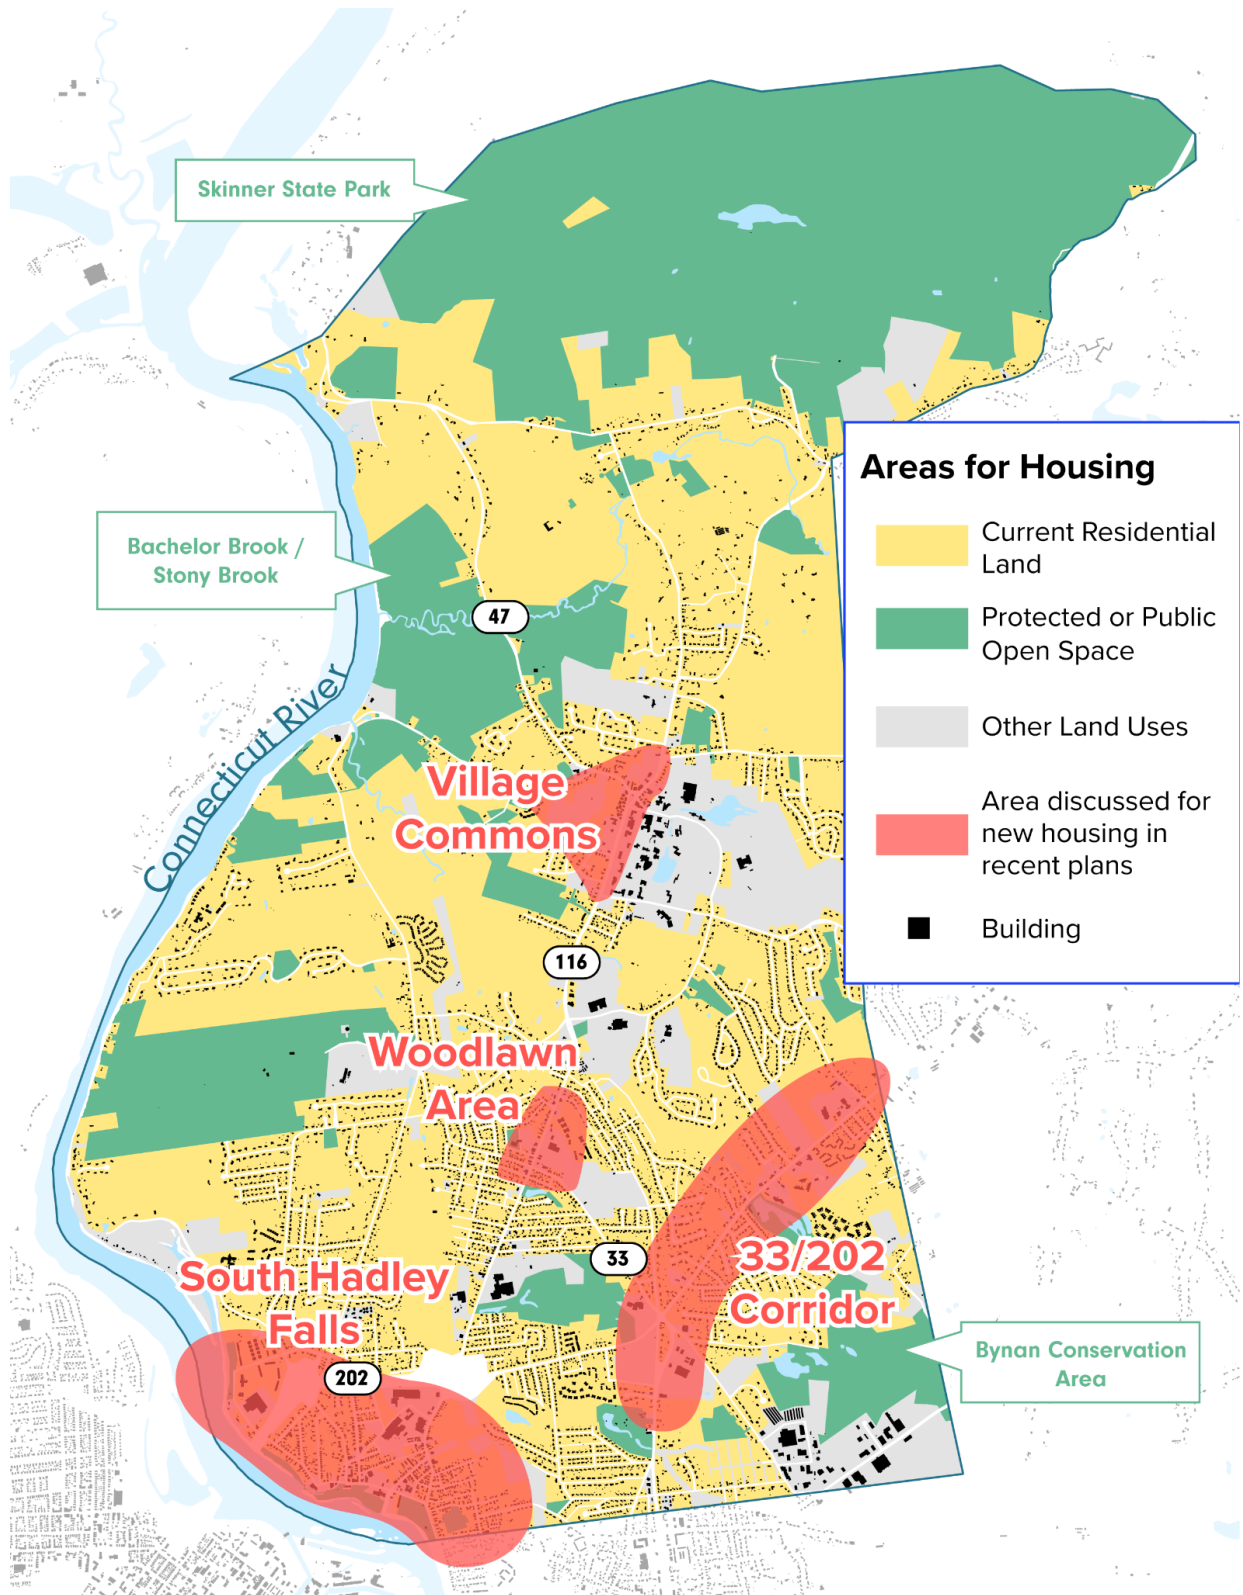 Skinner State Park
Areas for Housing
Current Residential
Land
Protected or Public
Open Space
Other Land Uses
Area discussed for
new housing in
recent plans
Building
Bachelor Brook /
Stony Brook
47
Connecticut River
Village
Commons
116
Woodlawn
Area
33
33/202
Corridor
South Hadley
Falls
202
Bynan Conservation
Area